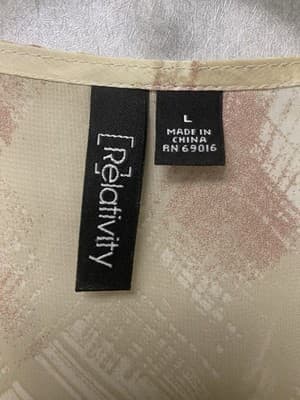 [Relativity]
L
MADE IN
CHINA
RN 69016